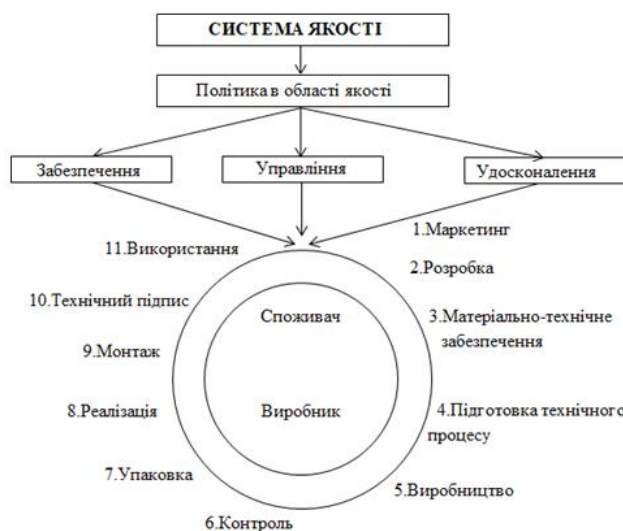 СИСТЕМА ЯКОСТІ
Політика в області якості
Забезпечення
Управління
Удосконалення
1.Маркетинг
2.Розробка
3.Матеріально-технічне
забезпечення
4.Підготовка технічного
процесу
5.Виробництво
6.Контроль
7.Упаковка
8.Реалізація
9.Монтаж
10.Технічний підпис
11.Використання
Споживач
Виробник